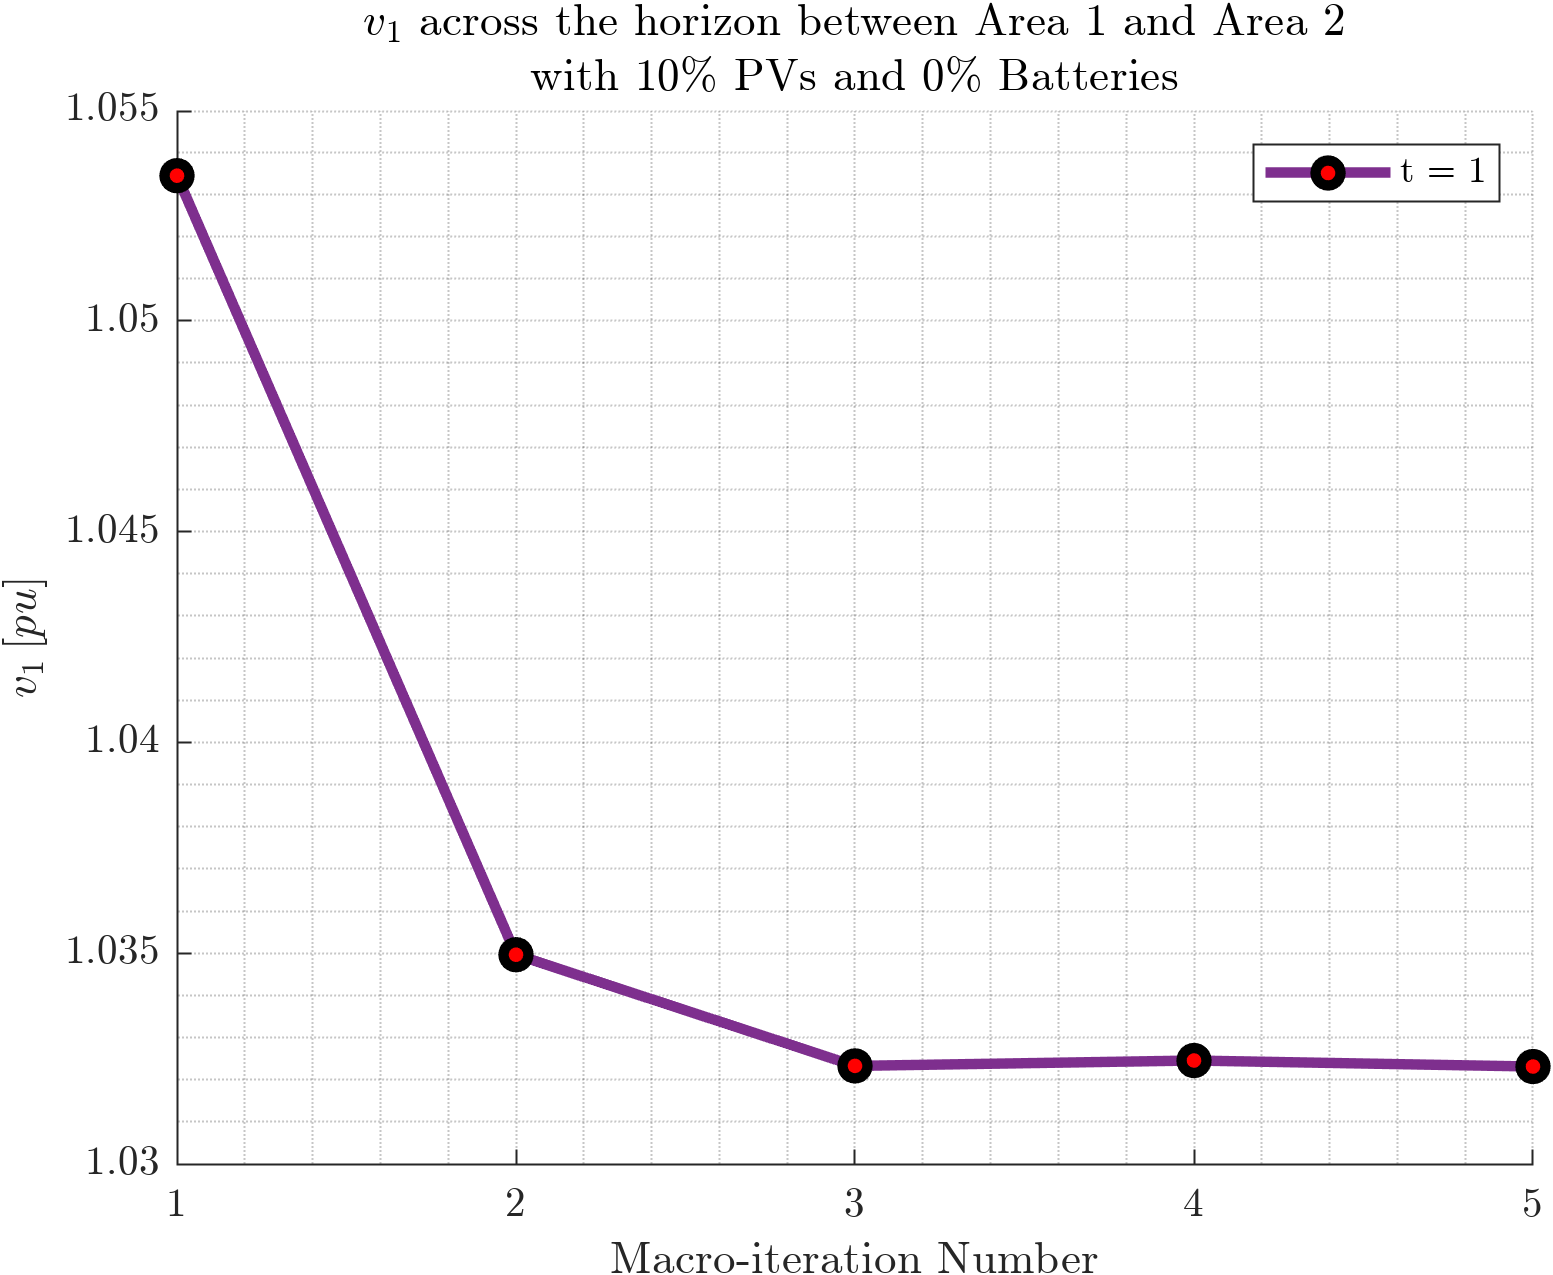 v₁ across the horizon between Area 1 and Area 2
with 10% PVs and 0% Batteries
1.055
1.05
1.045
1.04
1.035
1.03
v₁ [pu]
t = 1
1 2 3 4 5
Macro-iteration Number